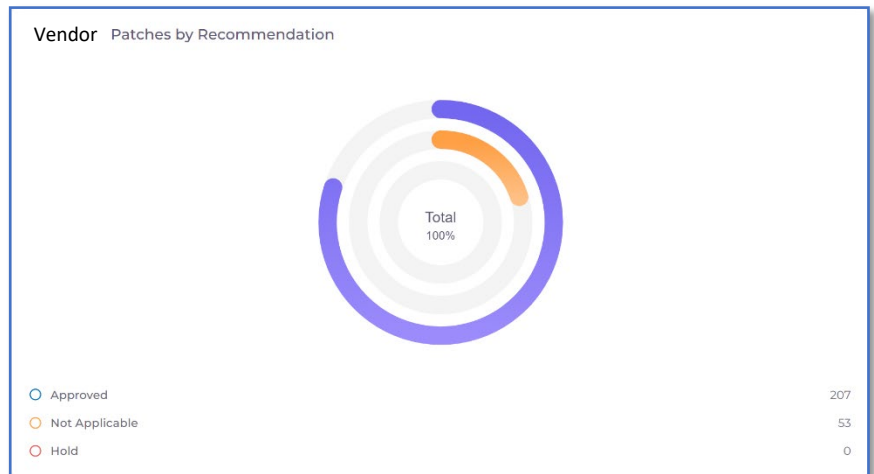 Vendor Patches by Recommendation
Total
100%
Approved 207
Not Applicable 53
Hold 0